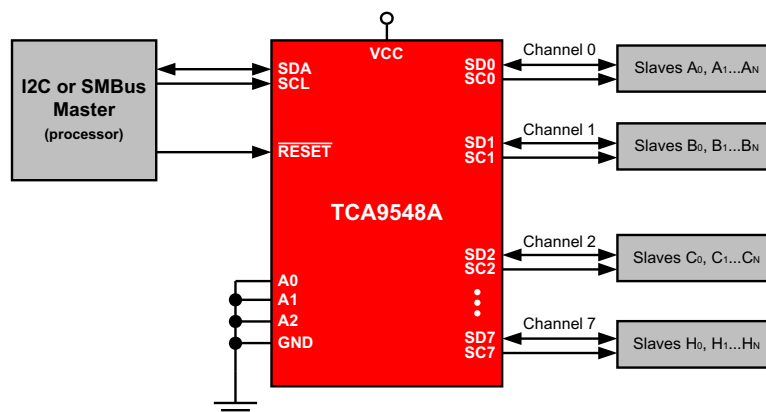 I2C or SMBus
Master
(processor)
VCC
SDA
SCL
RESET
TCA9548A
A0
A1
A2
GND
SD0
SC0
SD1
SC1
SD2
SC2
SD7
SC7
Channel 0
Channel 1
Channel 2
Channel 7
Slaves A₀, A₁...Aₙ
Slaves B₀, B₁...Bₙ
Slaves C₀, C₁...Cₙ
Slaves H₀, H₁...Hₙ